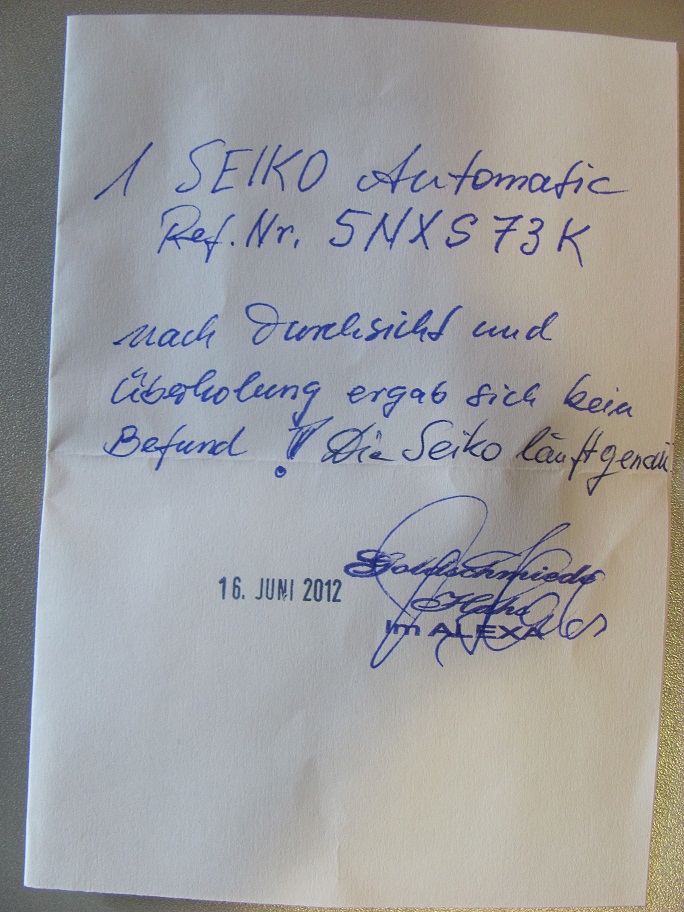 1 SEIKO Automatic
Ref. Nr. 5NXS73K
nach Durchsicht und
Überholung ergab sich kein
Befund ! Die Seiko läuft genau
16. JUNI 2012
Goldschmiede
im ALEXA